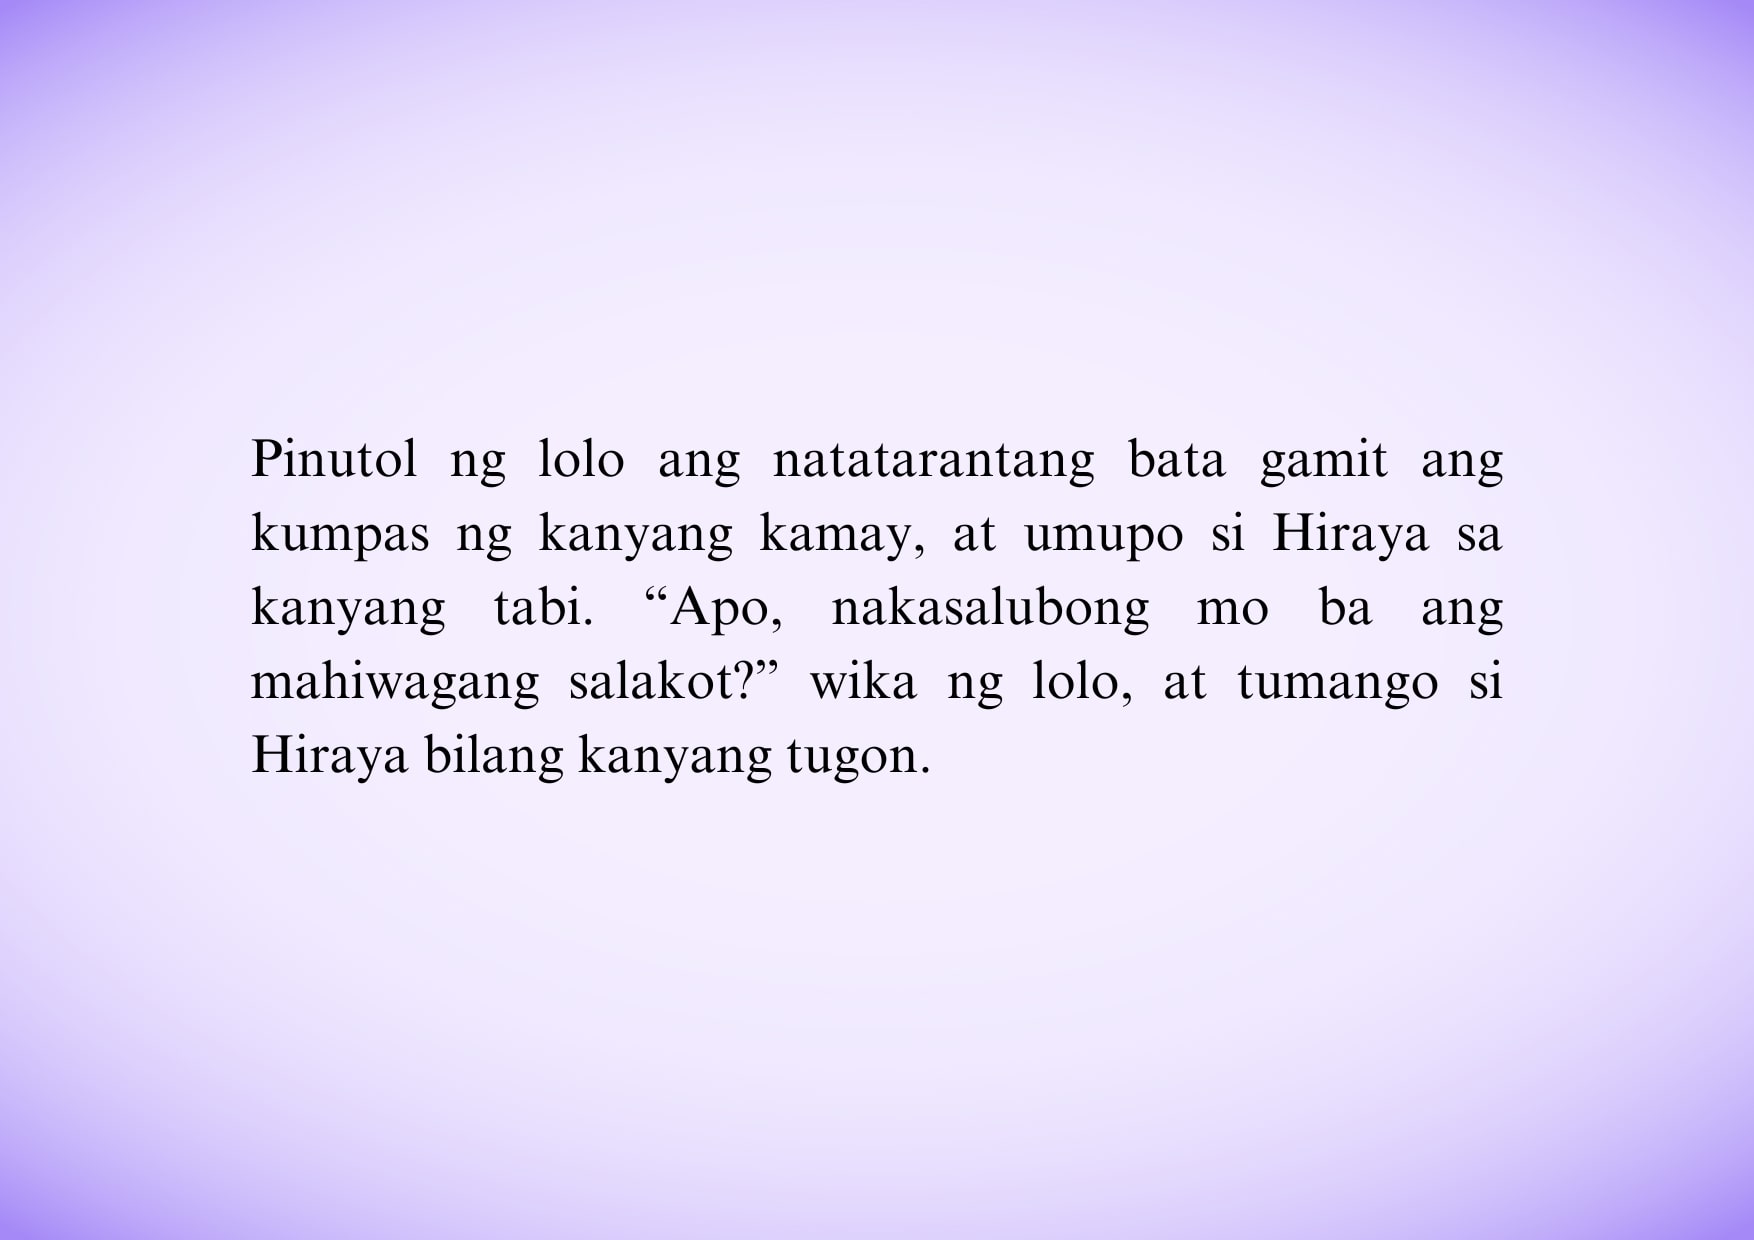 Pinutol ng lolo ang natatarantang bata gamit ang
kumpas ng kanyang kamay, at umupo si Hiraya sa
kanyang tabi. “Apo, nakasalubong mo ba ang
mahiwagang salakot?” wika ng lolo, at tumango si
Hiraya bilang kanyang tugon.